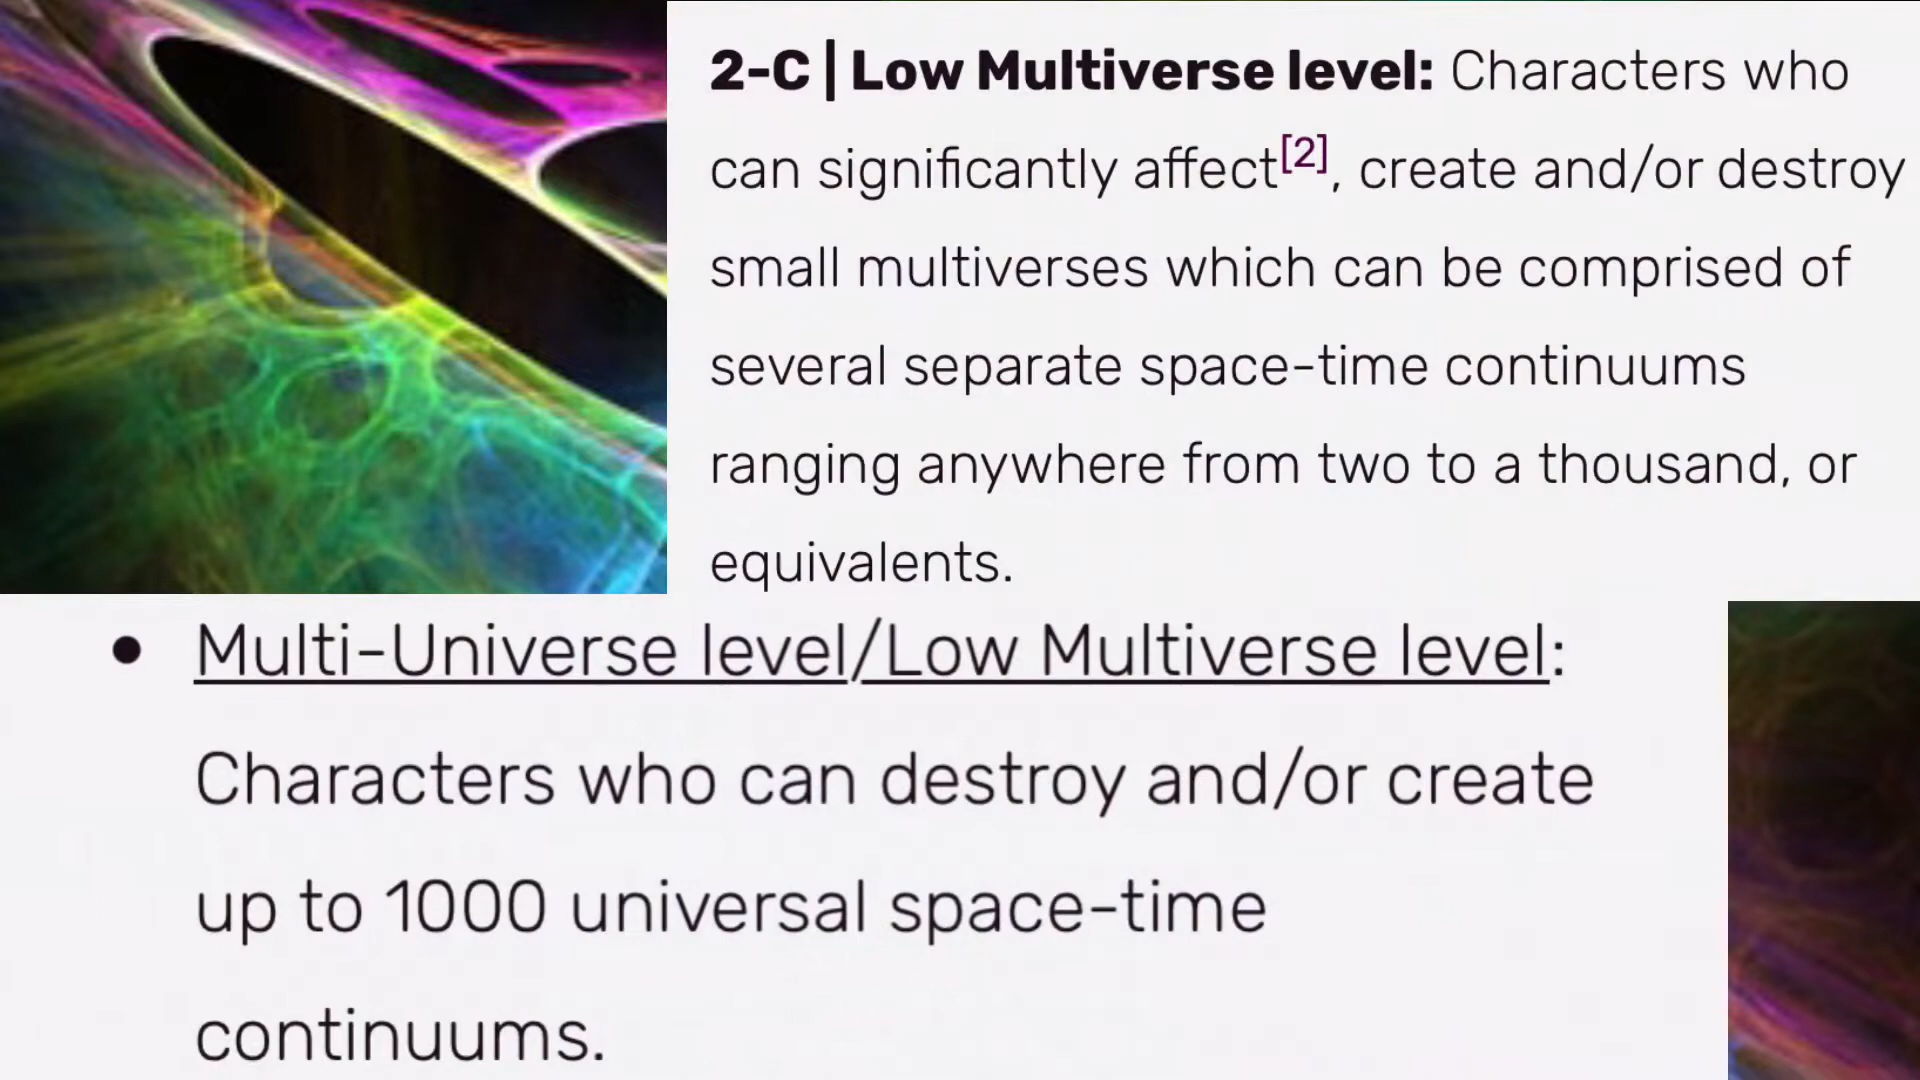 2-C | Low Multiverse level: Characters who
can significantly affect[2], create and/or destroy
small multiverses which can be comprised of
several separate space-time continuums
ranging anywhere from two to a thousand, or
equivalents.
• Multi-Universe level/Low Multiverse level:
Characters who can destroy and/or create
up to 1000 universal space-time
continuums.